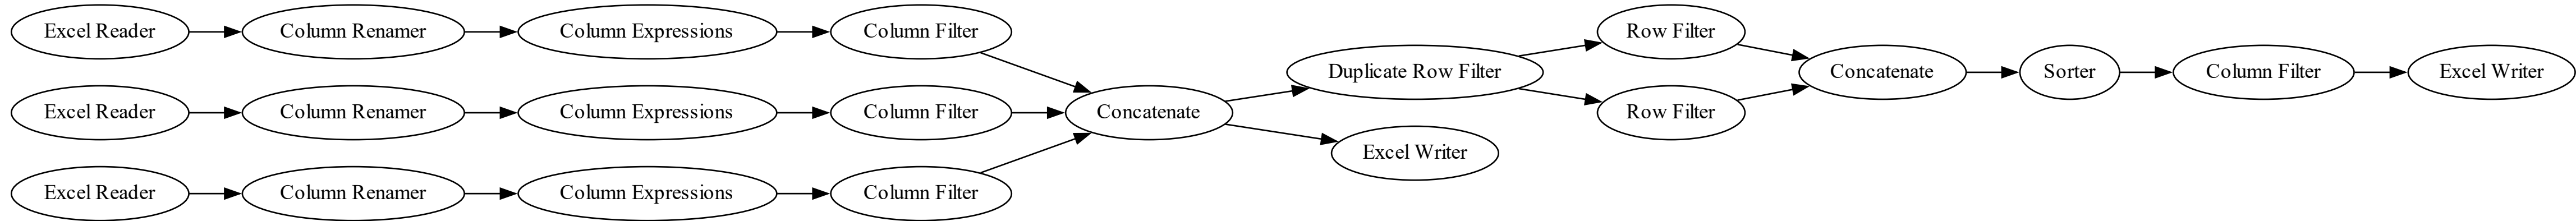 Excel Reader
Column Renamer
Column Expressions
Column Filter
Excel Reader
Column Renamer
Column Expressions
Column Filter
Excel Reader
Column Renamer
Column Expressions
Column Filter
Concatenate
Duplicate Row Filter
Excel Writer
Row Filter
Row Filter
Concatenate
Sorter
Column Filter
Excel Writer